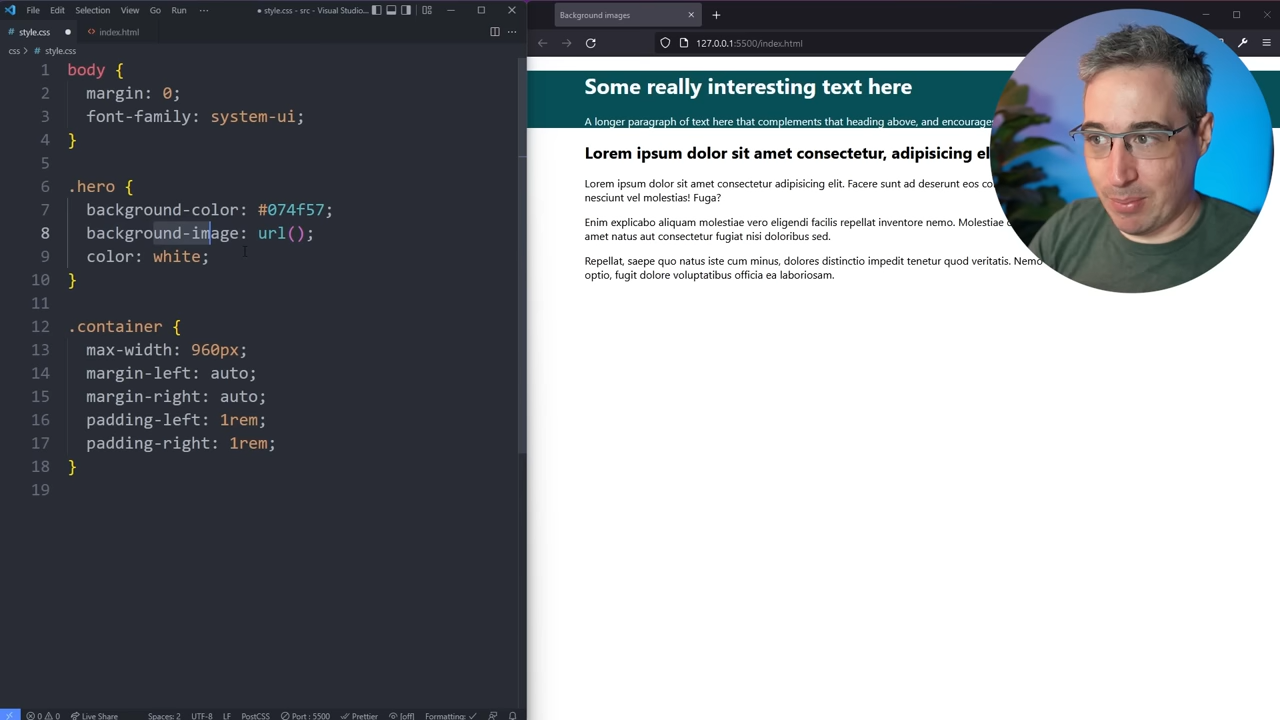 File Edit Selection View Go Run ··· ● style.css - src - Visual Studio...
# style.css ● <> index.html
css > # style.css
1 body {
2 margin: 0;
3 font-family: system-ui;
4 }
5
6 .hero {
7 background-color: #074f57;
8 background-image: url();
9 color: white;
10 }
11
12 .container {
13 max-width: 960px;
14 margin-left: auto;
15 margin-right: auto;
16 padding-left: 1rem;
17 padding-right: 1rem;
18 }
19
0 0 Live Share Spaces: 2 UTF-8 LF PostCSS Port : 5500 Prettier [off] Formatting: ✓
Background images
127.0.0.1:5500/index.html
Some really interesting text here
A longer paragraph of text here that complements that heading above, and encourages
Lorem ipsum dolor sit amet consectetur, adipisicing el
Lorem ipsum dolor sit amet consectetur adipisicing elit. Facere sunt ad deserunt eos co
nesciunt vel molestias! Fuga?
Enim explicabo aliquam molestiae vero eligendi facilis repellat inventore nemo. Molestiae
amet natus aut consectetur fugiat nisi doloribus sed.
Repellat, saepe quo natus iste cum minus, dolores distinctio impedit tenetur quod veritatis. Nemo
optio, fugit dolore voluptatibus officia ea laboriosam.